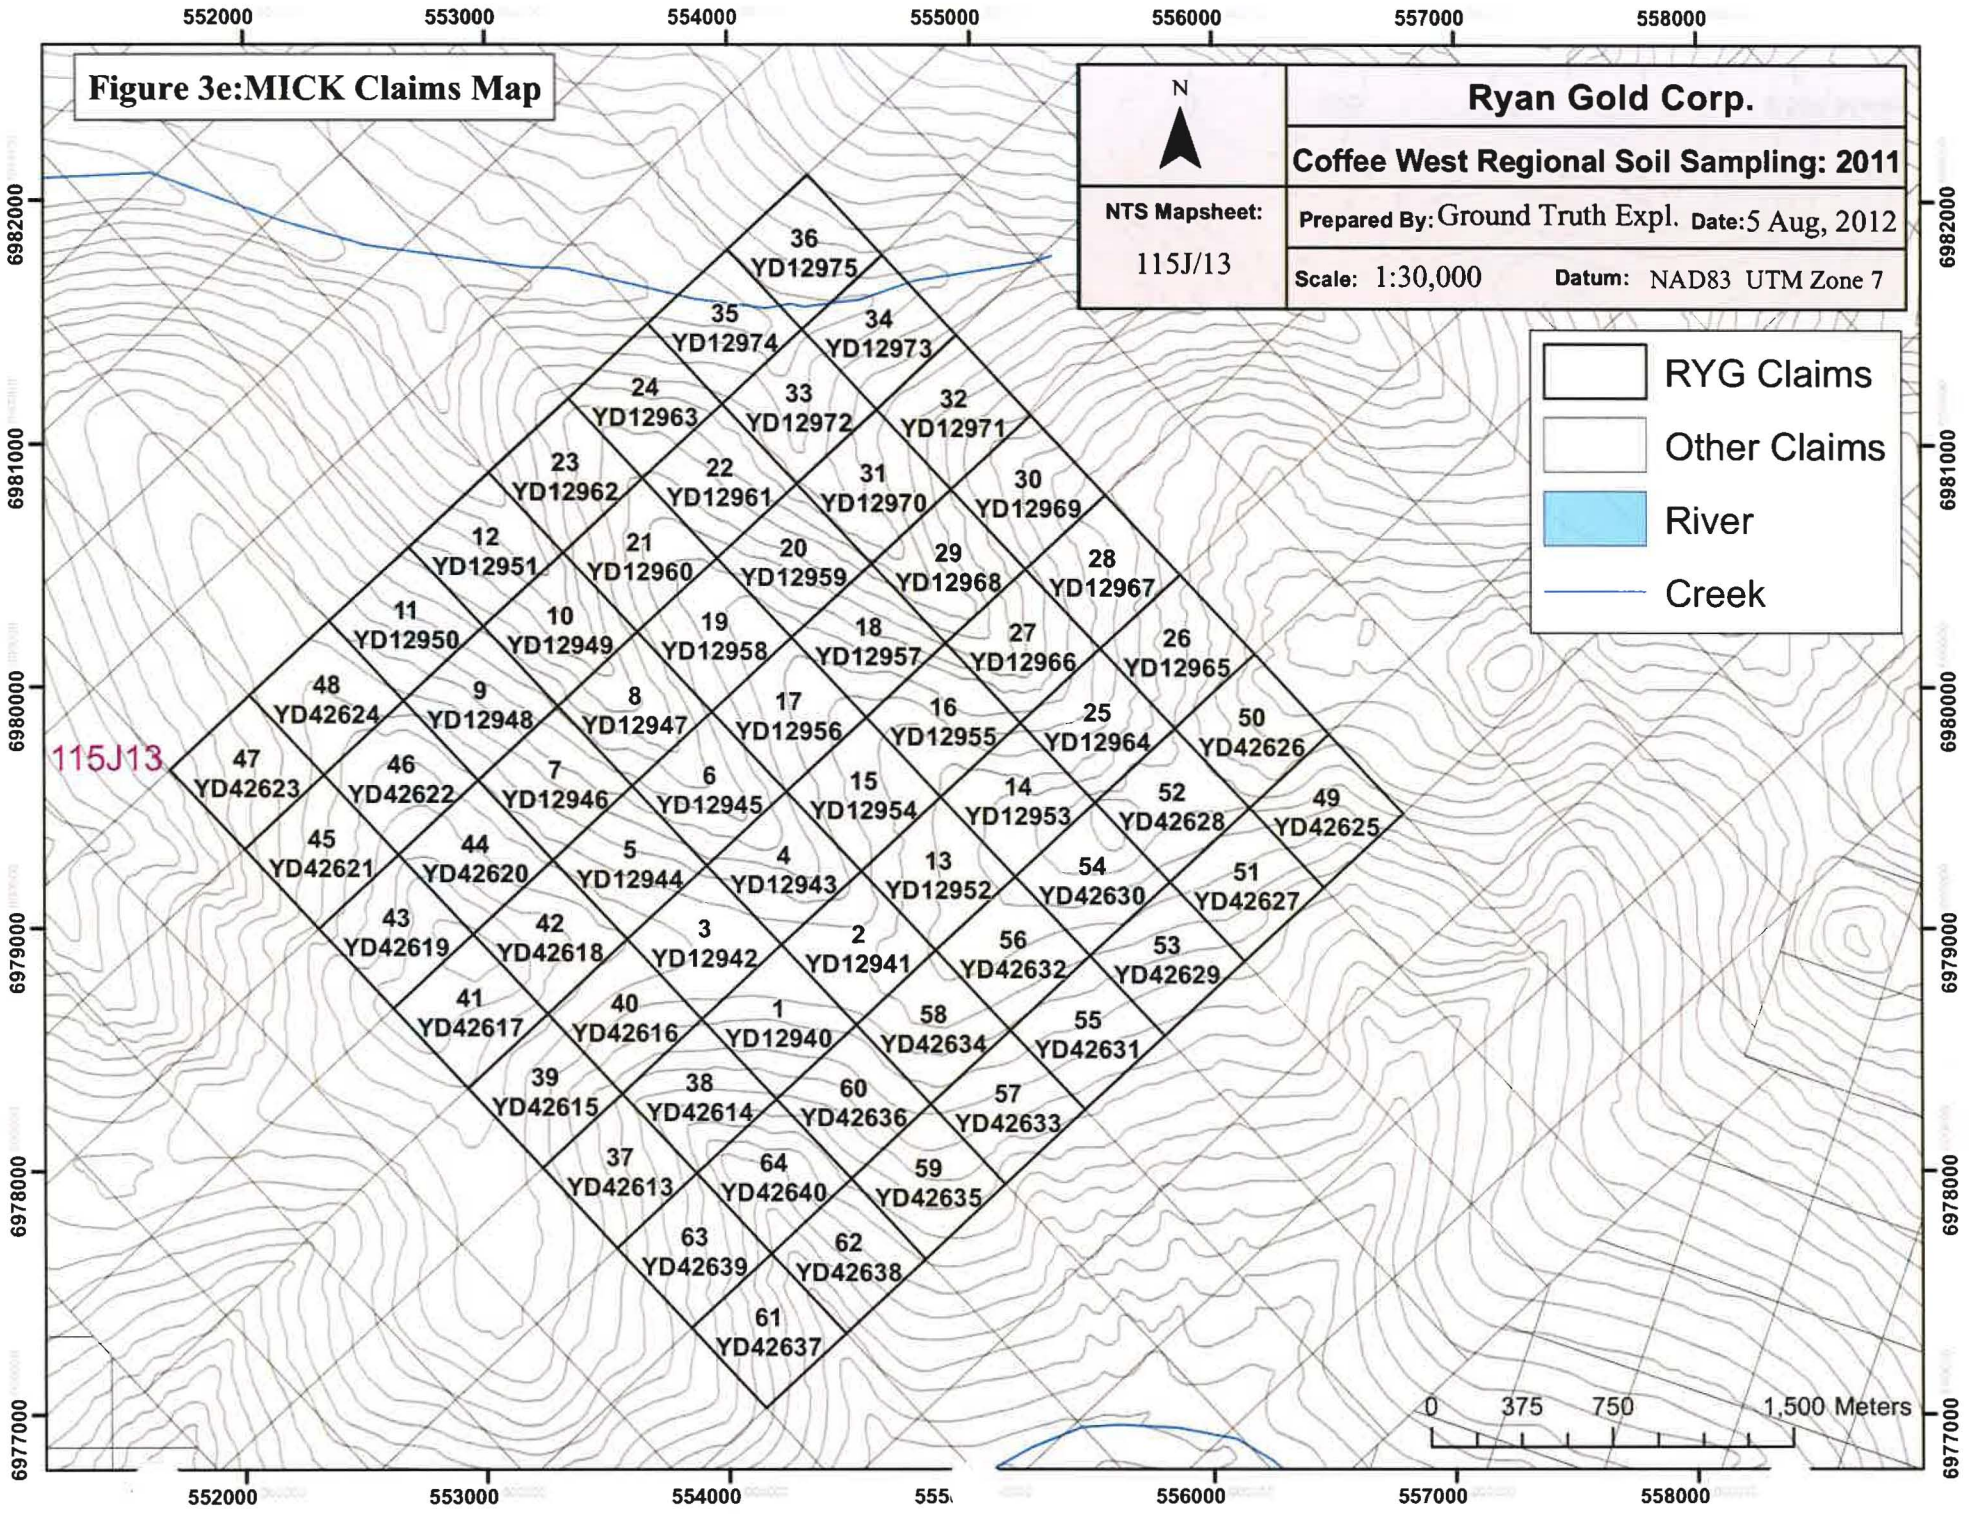 552000 553000 554000 555000 556000 557000 558000
Figure 3e:MICK Claims Map
N
Ryan Gold Corp.
Coffee West Regional Soil Sampling: 2011
NTS Mapsheet:
115J/13
Prepared By: Ground Truth Expl. Date:5 Aug, 2012
Scale: 1:30,000 Datum: NAD83 UTM Zone 7
RYG Claims
Other Claims
River
Creek
6982000
6981000
6980000
6979000
6978000
6977000
6982000
6981000
6980000
6979000
6978000
6977000
115J13
36
YD12975
35
YD12974
34
YD12973
24
YD12963
33
YD12972
32
YD12971
23
YD12962
22
YD12961
31
YD12970
30
YD12969
12
YD12951
21
YD12960
20
YD12959
29
YD12968
28
YD12967
11
YD12950
10
YD12949
19
YD12958
18
YD12957
27
YD12966
26
YD12965
48
YD42624
9
YD12948
8
YD12947
17
YD12956
16
YD12955
25
YD12964
50
YD42626
47
YD42623
46
YD42622
7
YD12946
6
YD12945
15
YD12954
14
YD12953
52
YD42628
49
YD42625
45
YD42621
44
YD42620
5
YD12944
4
YD12943
13
YD12952
54
YD42630
51
YD42627
43
YD42619
42
YD42618
3
YD12942
2
YD12941
56
YD42632
53
YD42629
41
YD42617
40
YD42616
1
YD12940
58
YD42634
55
YD42631
39
YD42615
38
YD42614
60
YD42636
57
YD42633
37
YD42613
64
YD42640
59
YD42635
63
YD42639
62
YD42638
61
YD42637
0 375 750 1,500 Meters
552000 553000 554000 555 556000 557000 558000